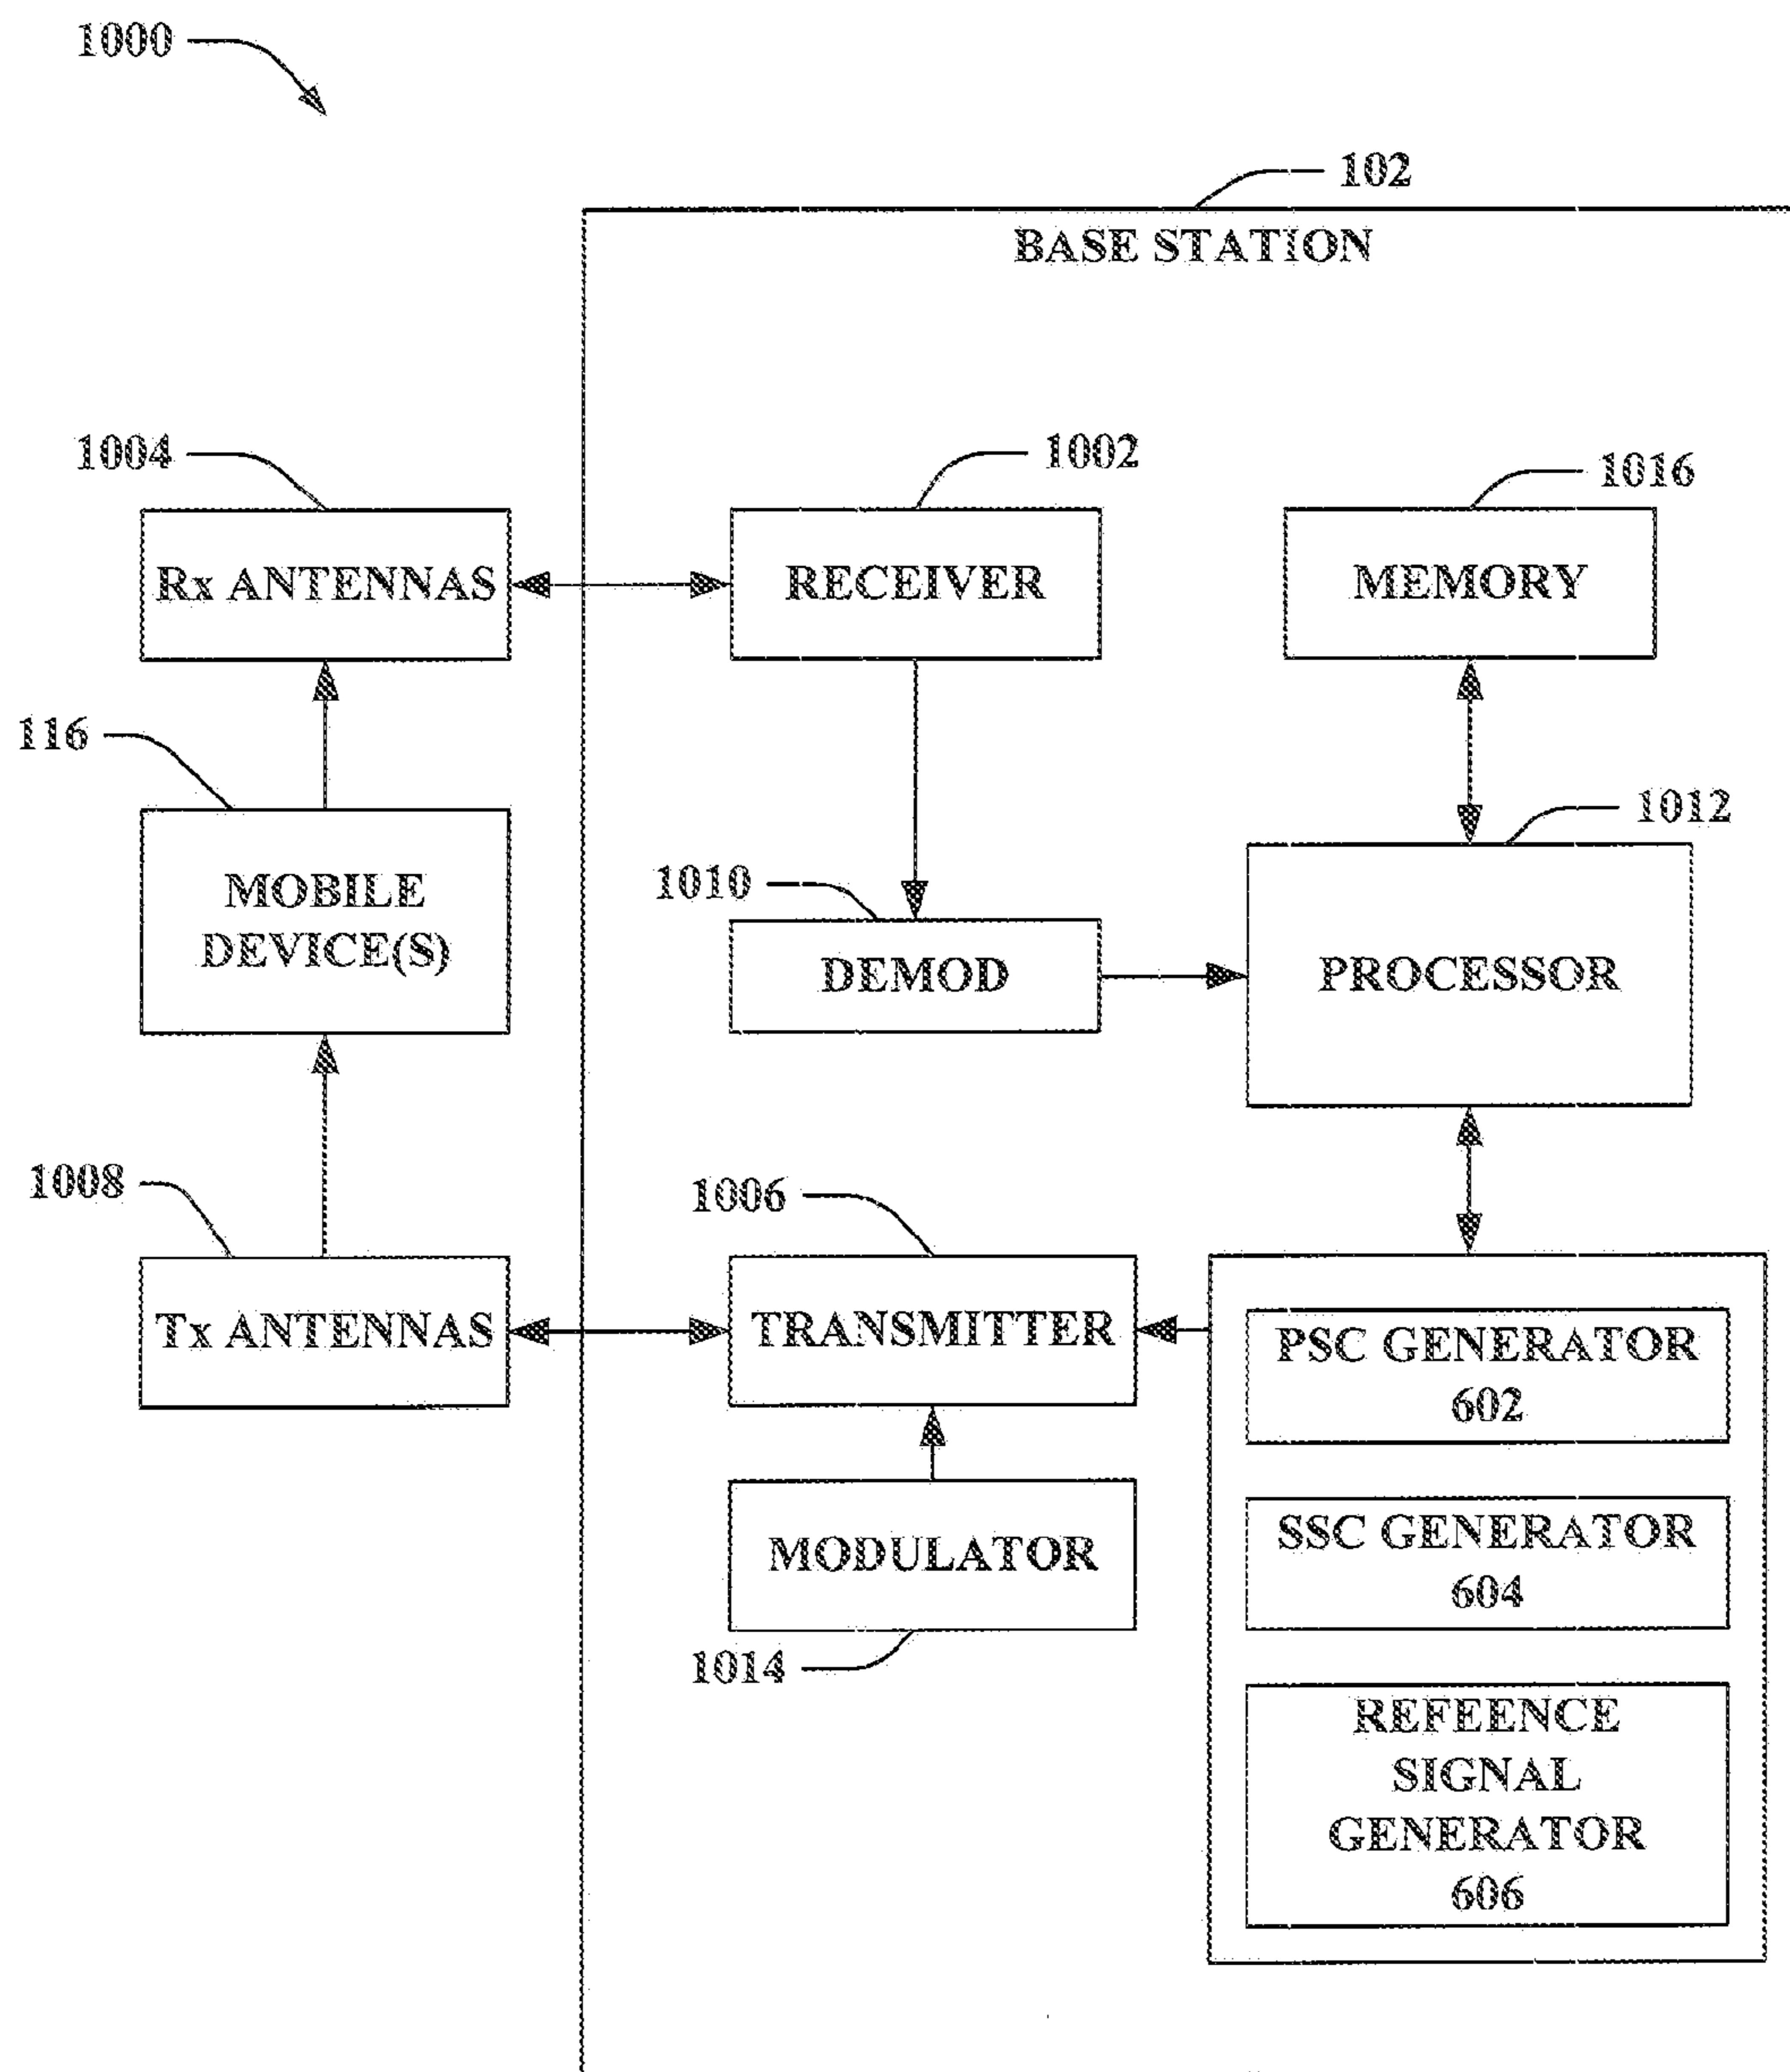 1000
102
BASE STATION
1004
1002
1016
Rx ANTENNAS
RECEIVER
MEMORY
116
1012
MOBILE
DEVICE(S)
1010
DEMOD
PROCESSOR
1008
1006
Tx ANTENNAS
TRANSMITTER
PSC GENERATOR
602
MODULATOR
1014
SSC GENERATOR
604
REFEENCE
SIGNAL
GENERATOR
606